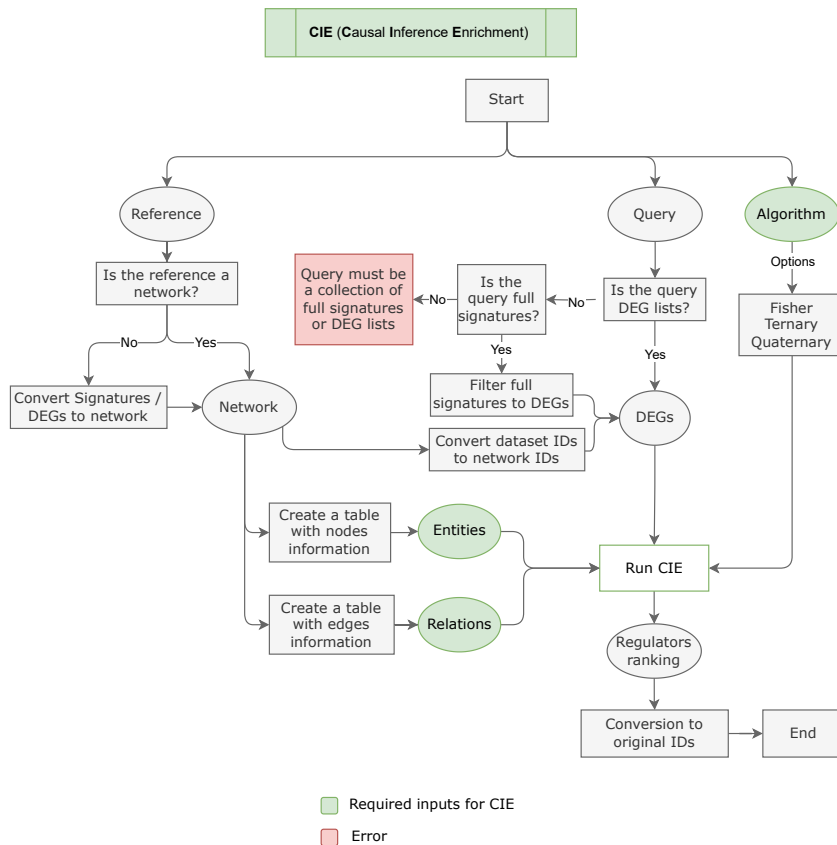 CIE (Causal Inference Enrichment)
Start
Reference
Query
Algorithm
Options
Is the reference a
network?
Query must be
a collection of
full signatures
or DEG lists
No
Is the
query full
signatures?
No
Is the query
DEG lists?
Fisher
Ternary
Quaternary
No
Yes
Yes
Yes
Convert Signatures /
DEGs to network
Network
Filter full
signatures to DEGs
DEGs
Convert dataset IDs
to network IDs
Create a table
with nodes
information
Entities
Run CIE
Create a table
with edges
information
Relations
Regulators
ranking
Conversion to
original IDs
End
Required inputs for CIE
Error